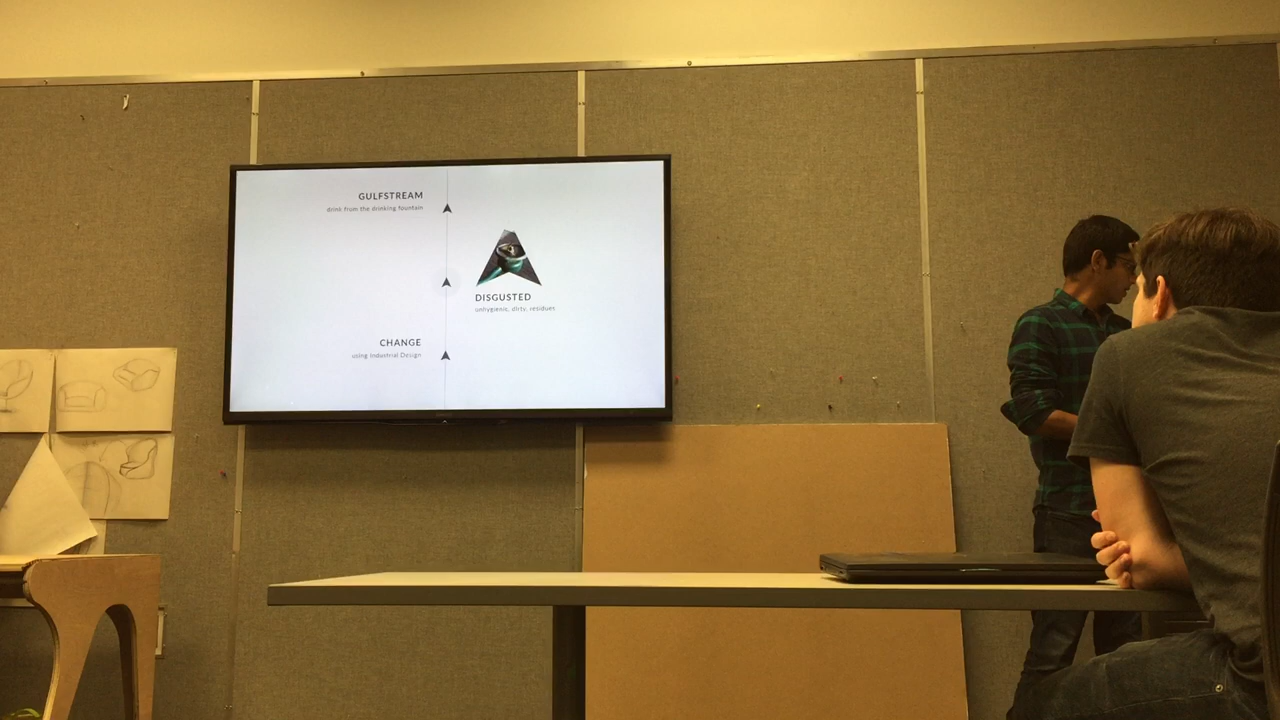 GULFSTREAM
drink from the drinking fountain
DISGUSTED
unhygienic, dirty, residues
CHANGE
using Industrial Design